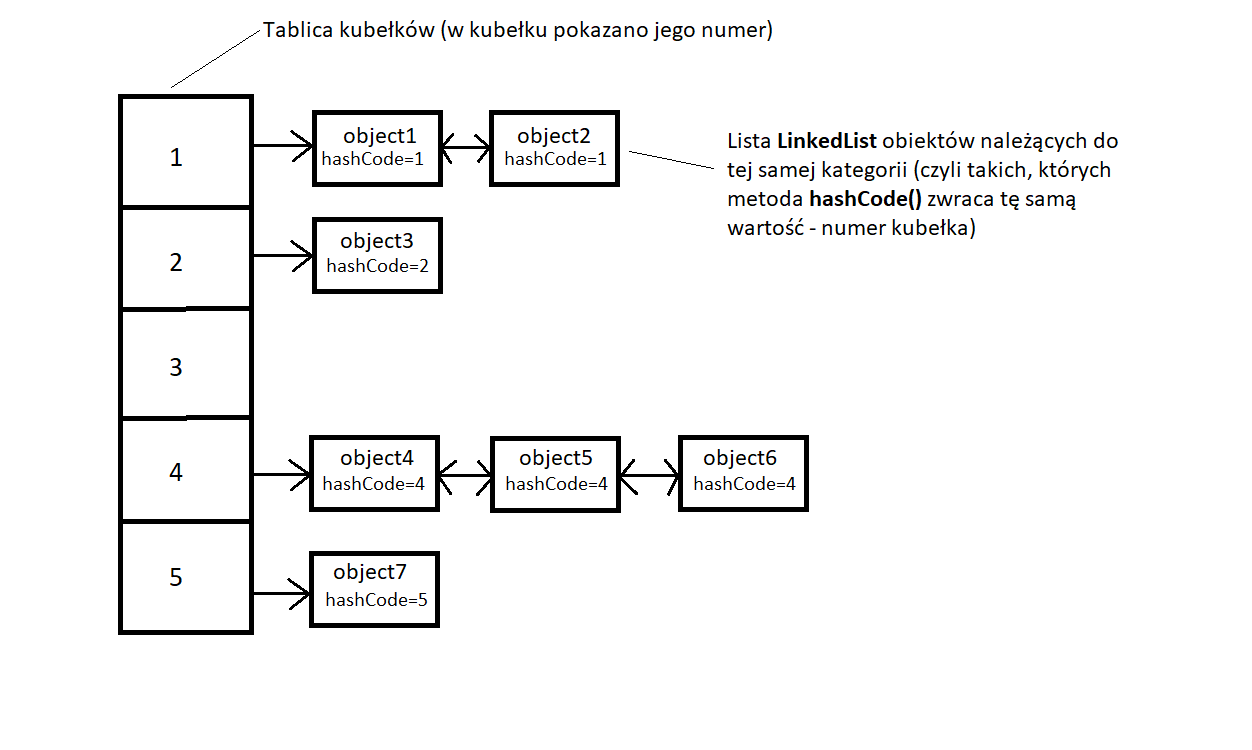 Tablica kubełków (w kubełku pokazano jego numer)
1
object1
hashCode=1
object2
hashCode=1
Lista LinkedList obiektów należących do
tej samej kategorii (czyli takich, których
metoda hashCode() zwraca tę samą
wartość - numer kubełka)
2
object3
hashCode=2
3
4
object4
hashCode=4
object5
hashCode=4
object6
hashCode=4
5
object7
hashCode=5